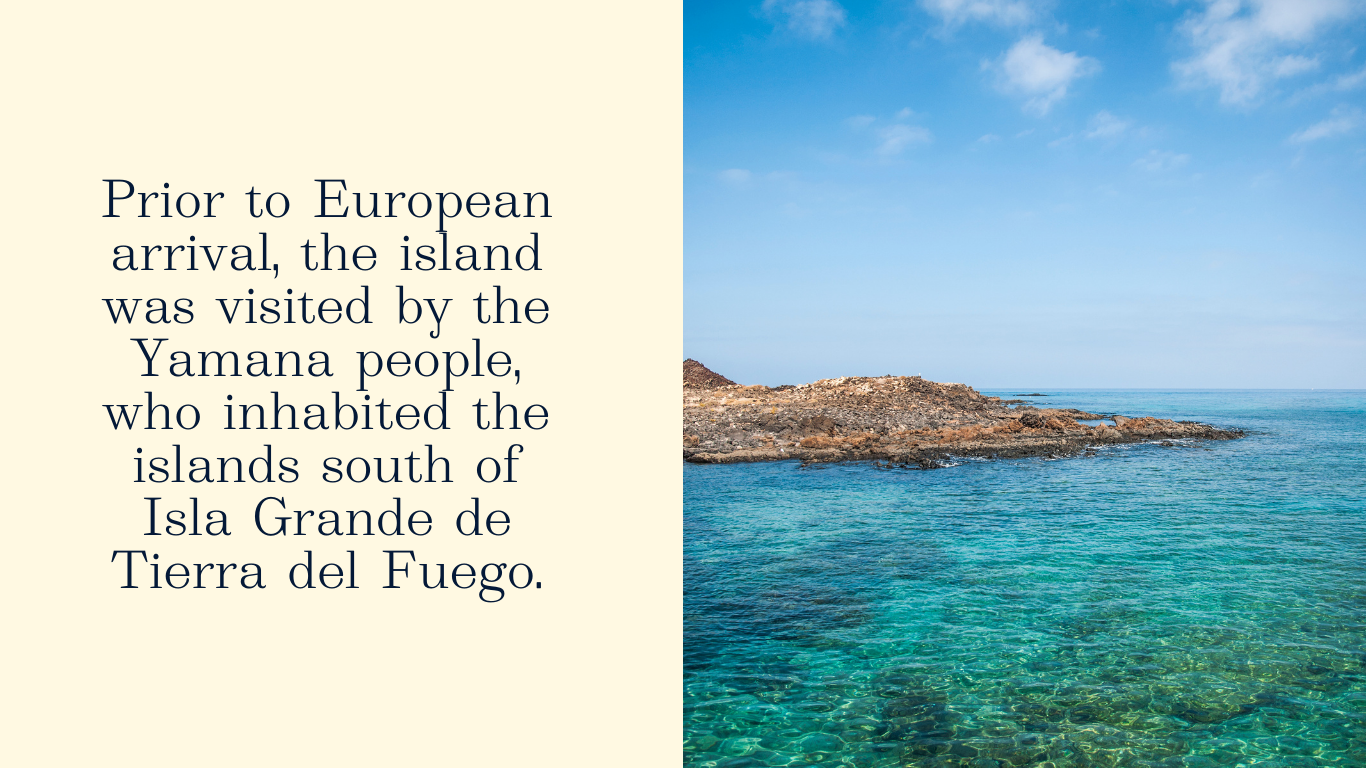 Prior to European
arrival, the island
was visited by the
Yamana people,
who inhabited the
islands south of
Isla Grande de
Tierra del Fuego.